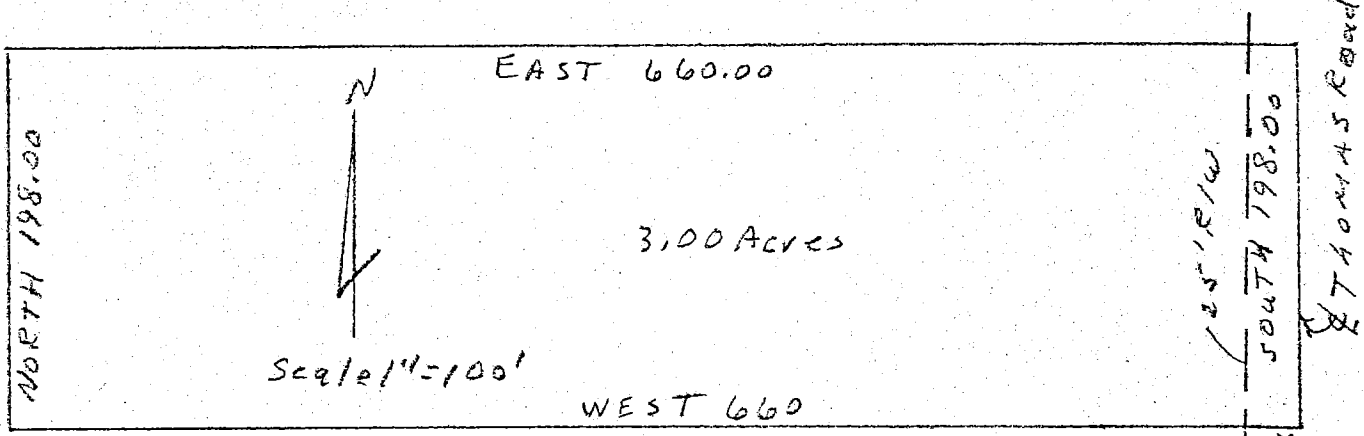 EAST 660.00
N
NORTH 198.00
3.00 Acres
25' R/W
SOUTH 198.00
℄ THOMAS Road
Scale 1"=100'
WEST 660